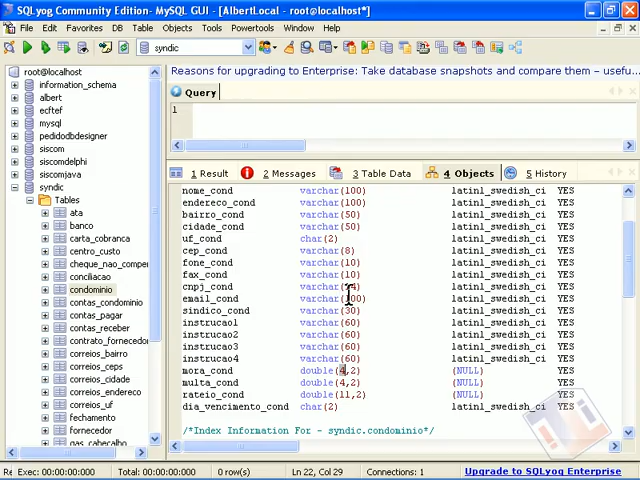 SQLyog Community Edition- MySQL GUI - [AlbertLocal - root@localhost*]
File Edit Favorites DB Table Objects Tools Powertools Window Help
syndic
root@localhost
information_schema
albert
ecftef
mysql
pedidodbdesigner
siscom
siscomdelphi
siscomjava
syndic
Tables
ata
banco
carta_cobranca
centro_custo
cheque_nao_compen
conciliacao
condominio
contas_condominio
contas_pagar
contas_receber
contrato_fornecedor
correios_bairro
correios_cep
correios_cidade
correios_endereco
correios_uf
fechamento
fornecedor
gas_cabecalho
Reasons for upgrading to Enterprise: Take database snapshots and compare them – usefu...
Query
1
1 Result 2 Messages 3 Table Data 4 Objects 5 History
nome_cond varchar(100) latin1_swedish_ci YES
endereco_cond varchar(100) latin1_swedish_ci YES
bairro_cond varchar(50) latin1_swedish_ci YES
cidade_cond varchar(50) latin1_swedish_ci YES
uf_cond char(2) latin1_swedish_ci YES
cep_cond varchar(8) latin1_swedish_ci YES
fone_cond varchar(10) latin1_swedish_ci YES
fax_cond varchar(10) latin1_swedish_ci YES
cnpj_cond latin1_swedish_ci YES
email_cond varchar(100) latin1_swedish_ci YES
sindico_cond varchar(30) latin1_swedish_ci YES
instrucao1 varchar(60) latin1_swedish_ci YES
instrucao2 varchar(60) latin1_swedish_ci YES
instrucao3 varchar(60) latin1_swedish_ci YES
instrucao4 varchar(60) latin1_swedish_ci YES
mora_cond double(4,2) (NULL) YES
multa_cond double(4,2) (NULL) YES
rateio_cond double(11,2) (NULL) YES
dia_vencimento_cond char(2) latin1_swedish_ci YES
/*Index Information For - syndic.condominio*/
Exec: 00:00:00:000 Total: 00:00:00:000 0 row(s) Ln 22, Col 29 Connections: 1 Upgrade to SQLyog Enterprise